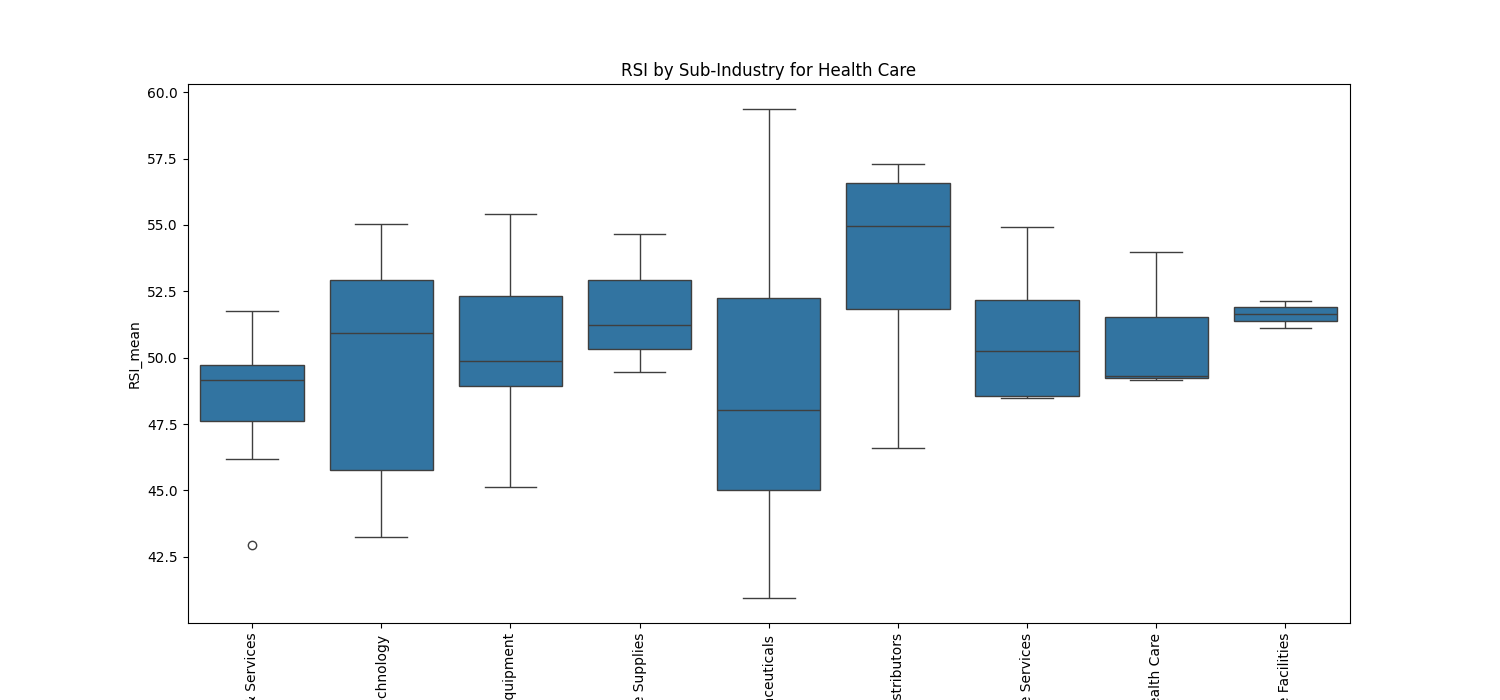 RSI by Sub-Industry for Health Care
60.0
57.5
55.0
52.5
50.0
47.5
45.0
42.5
RSI_mean
Services
chnology
quipment
Supplies
ceuticals
stributors
Services
ealth Care
Facilities